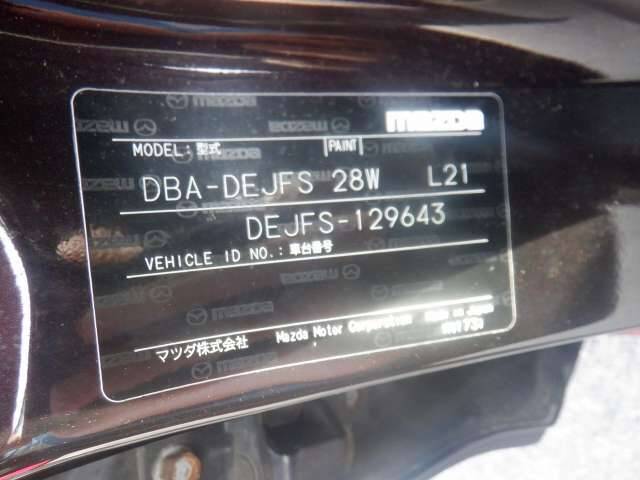 mazda
MODEL: 型式 PAINT
DBA-DEJFS 28W L21
DEJFS-129643
VEHICLE ID NO.: 車台番号
マツダ株式会社 Mazda Motor Corporation Made in Japan